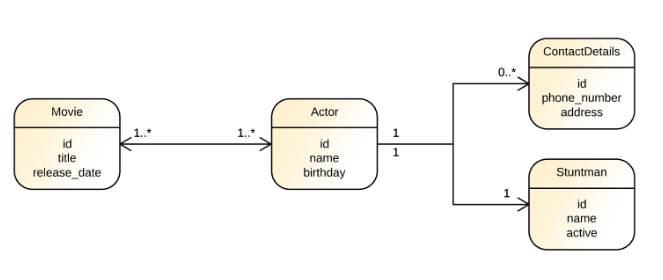 Movie
id
title
release_date
1..*
1..*
Actor
id
name
birthday
1
1
0..*
ContactDetails
id
phone_number
address
1
Stuntman
id
name
active